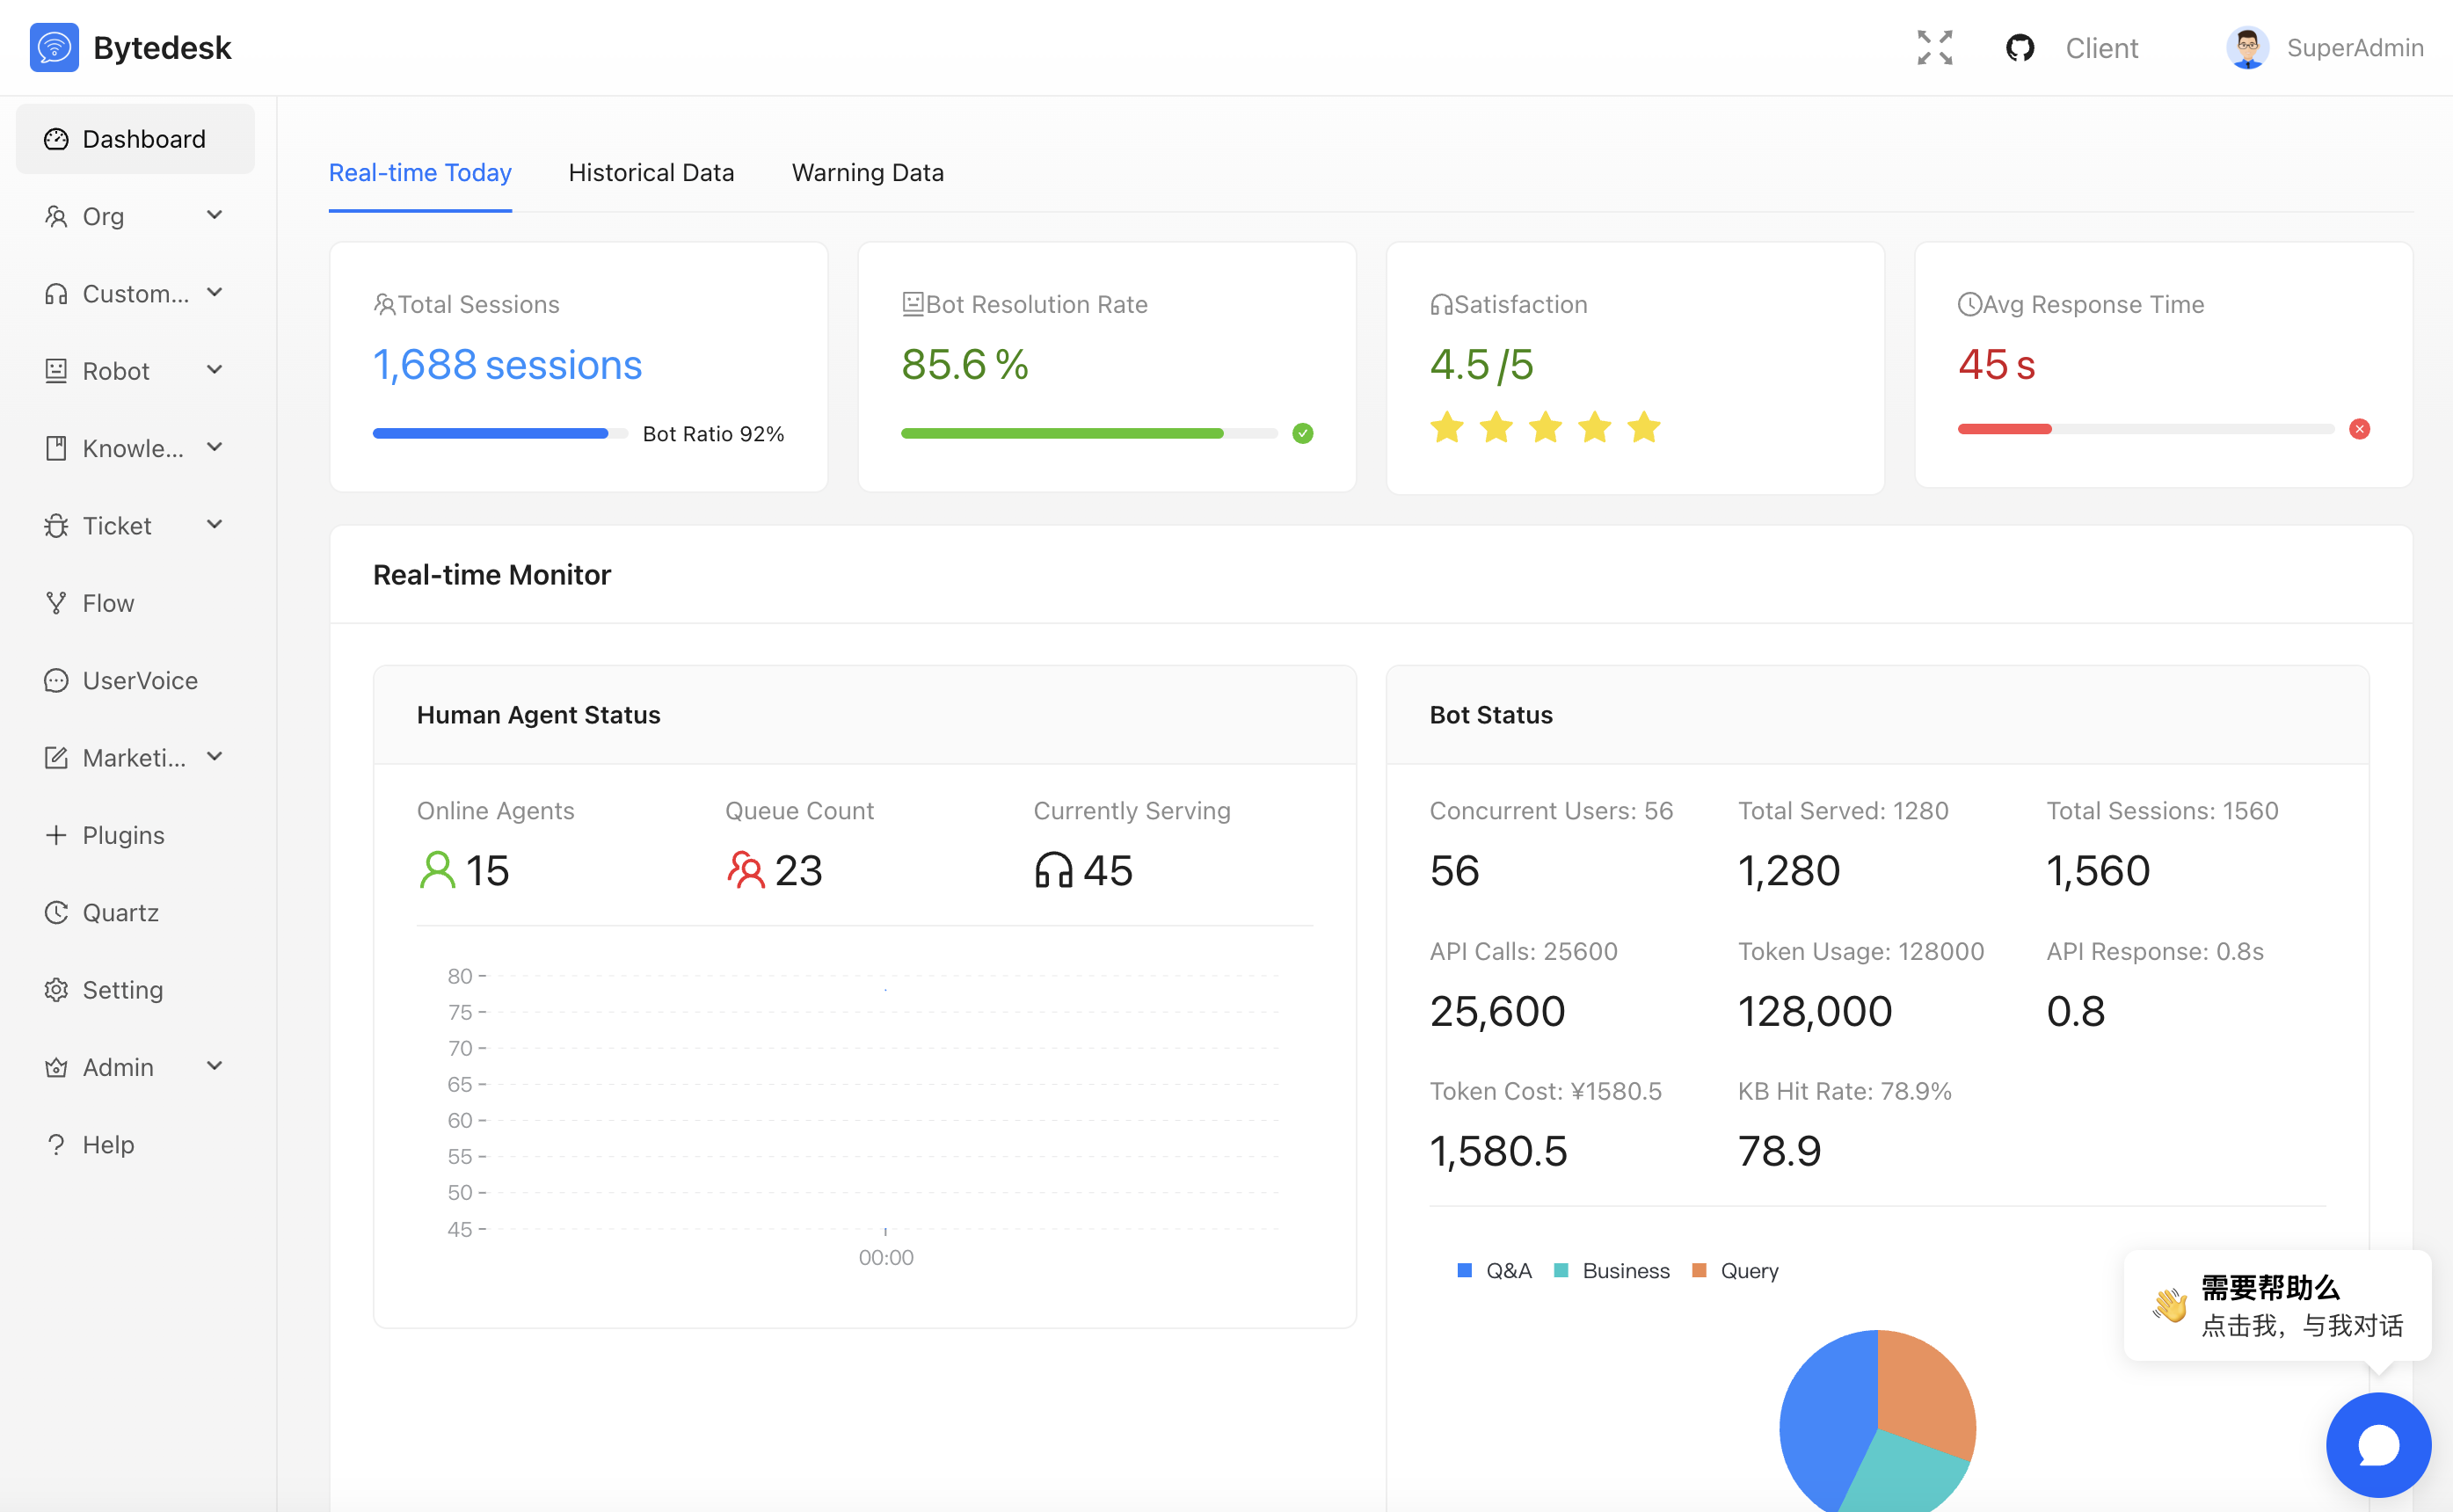 Bytedesk
Client
SuperAdmin
Dashboard
Org
Custom...
Robot
Knowle...
Ticket
Flow
UserVoice
Marketi...
Plugins
Quartz
Setting
Admin
Help
Real-time Today
Historical Data
Warning Data
Total Sessions
1,688 sessions
Bot Ratio 92%
Bot Resolution Rate
85.6 %
Satisfaction
4.5 /5
Avg Response Time
45 s
Real-time Monitor
Human Agent Status
Online Agents
15
Queue Count
23
Currently Serving
45
80
75
70
65
60
55
50
45
00:00
Bot Status
Concurrent Users: 56
56
Total Served: 1280
1,280
Total Sessions: 1560
1,560
API Calls: 25600
25,600
Token Usage: 128000
128,000
API Response: 0.8s
0.8
Token Cost: ¥1580.5
1,580.5
KB Hit Rate: 78.9%
78.9
Q&A
Business
Query
需要帮助么
点击我，与我对话